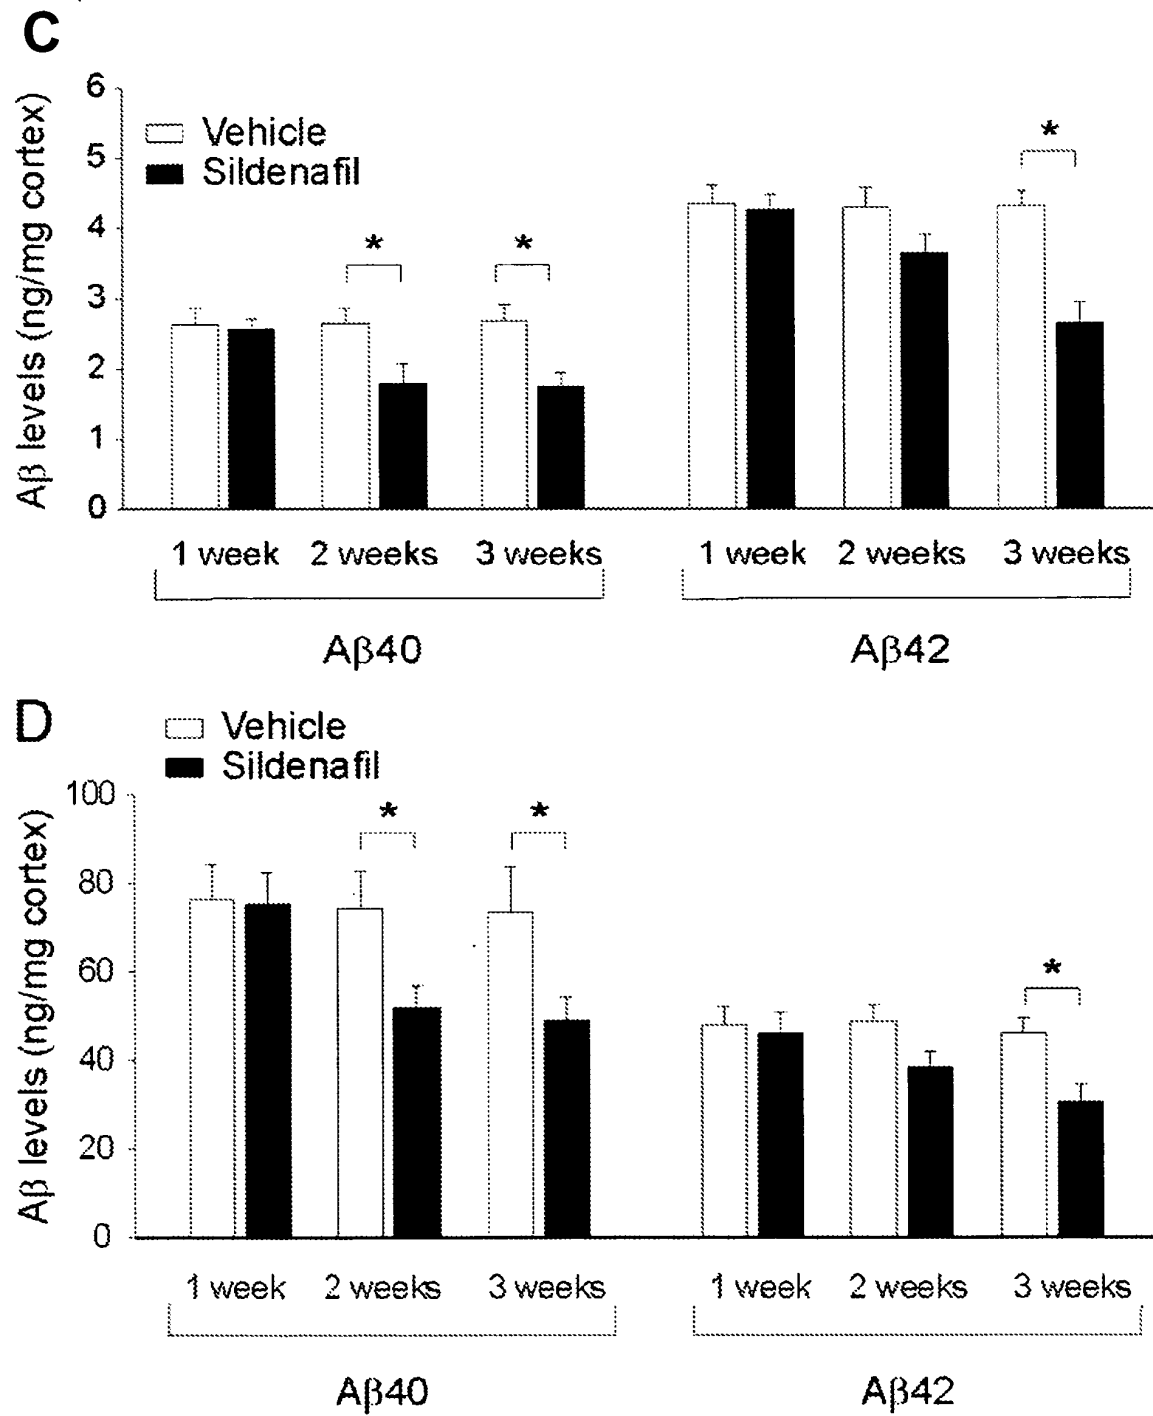 C
Aβ levels (ng/mg cortex)
6
5
4
3
2
1
0
Vehicle
Sildenafil
*
*
*
1 week 2 weeks 3 weeks 1 week 2 weeks 3 weeks
Aβ40 Aβ42
D
Vehicle
Sildenafil
Aβ levels (ng/mg cortex)
100
80
60
40
20
0
*
*
*
1 week 2 weeks 3 weeks 1 week 2 weeks 3 weeks
Aβ40 Aβ42